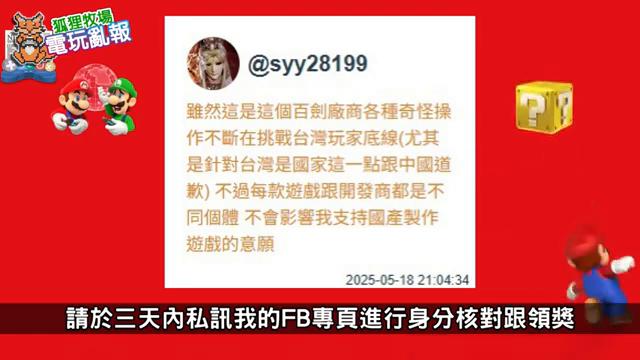 狐狸牧場
電玩亂報
@syy28199
雖然這是這個百劍廠商各種奇怪操
作不斷在挑戰台灣玩家底線(尤其
是針對台灣是國家這一點跟中國道
歉) 不過每款遊戲跟開發商都是不
同個體 不會影響我支持國產製作
遊戲的意願
2025-05-18 21:04:34
請於三天內私訊我的FB專頁進行身分核對跟領獎